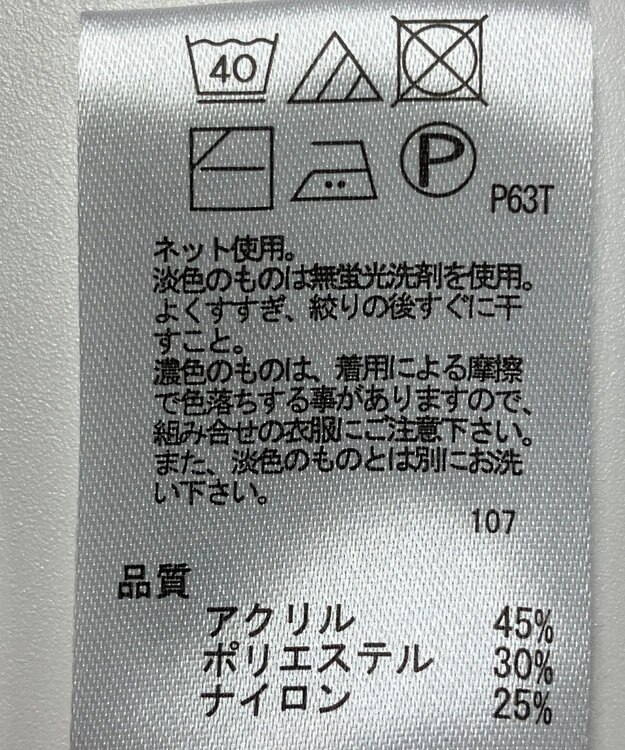 40
P
P63T
ネット使用。
淡色のものは無蛍光洗剤を使用。
よくすすぎ、絞りの後すぐに干
すこと。
濃色のものは、着用による摩擦
で色落ちする事がありますので、
組み合せの衣服にご注意下さい。
また、淡色のものとは別にお洗
い下さい。
107
品質
アクリル 45%
ポリエステル 30%
ナイロン 25%